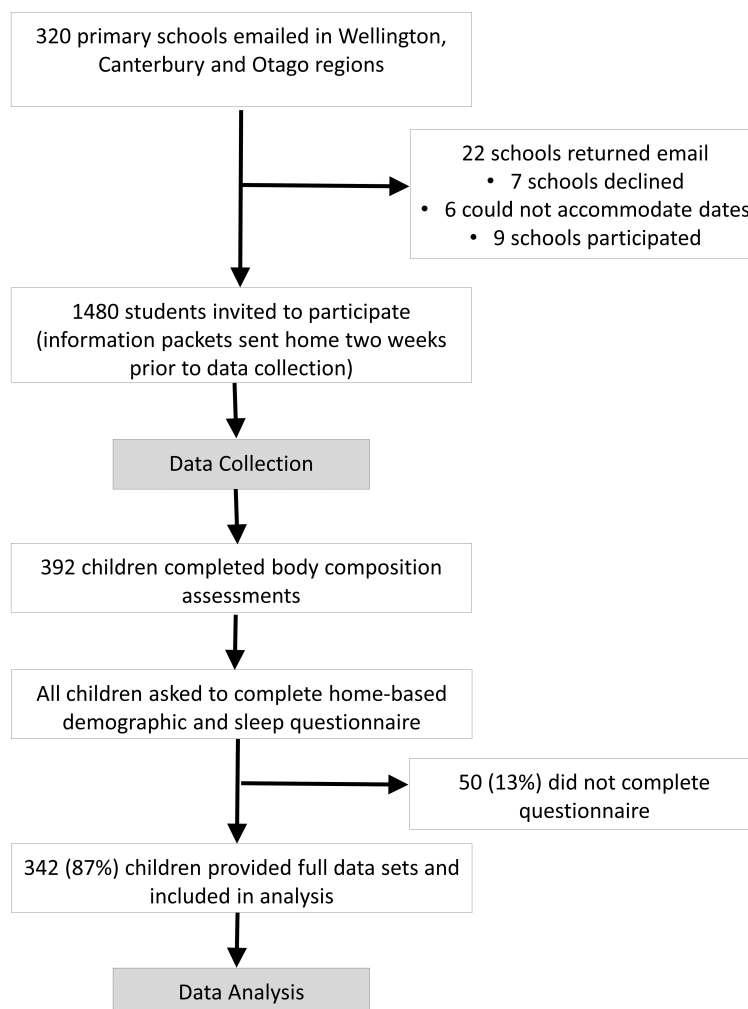 320 primary schools emailed in Wellington,
Canterbury and Otago regions
22 schools returned email
• 7 schools declined
• 6 could not accommodate dates
• 9 schools participated
1480 students invited to participate
(information packets sent home two weeks
prior to data collection)
Data Collection
392 children completed body composition
assessments
All children asked to complete home-based
demographic and sleep questionnaire
50 (13%) did not complete
questionnaire
342 (87%) children provided full data sets and
included in analysis
Data Analysis